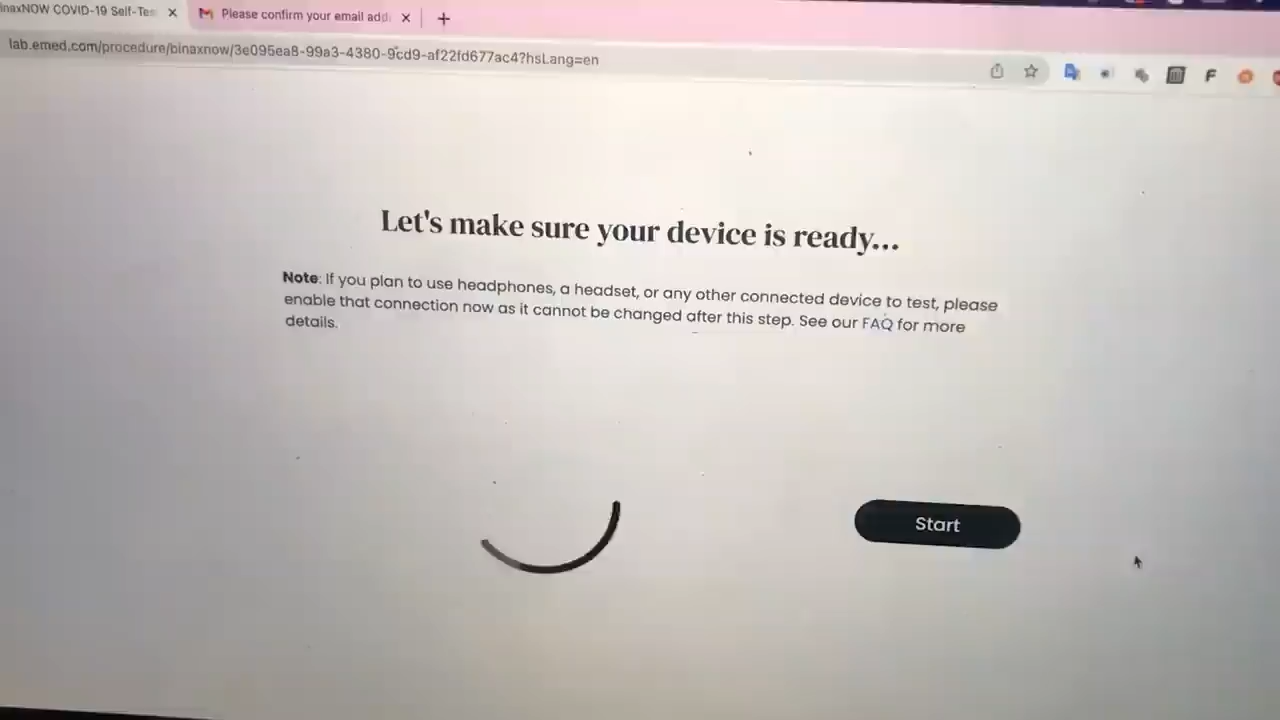 inaxNOW COVID-19 Self-Tes
Please confirm your email add
lab.emed.com/procedure/binaxnow/3e095ea8-99a3-4380-9cd9-af22fd677ac4?hsLang=en
Let's make sure your device is ready...
Note: If you plan to use headphones, a headset, or any other connected device to test, please
enable that connection now as it cannot be changed after this step. See our FAQ for more
details.
Start